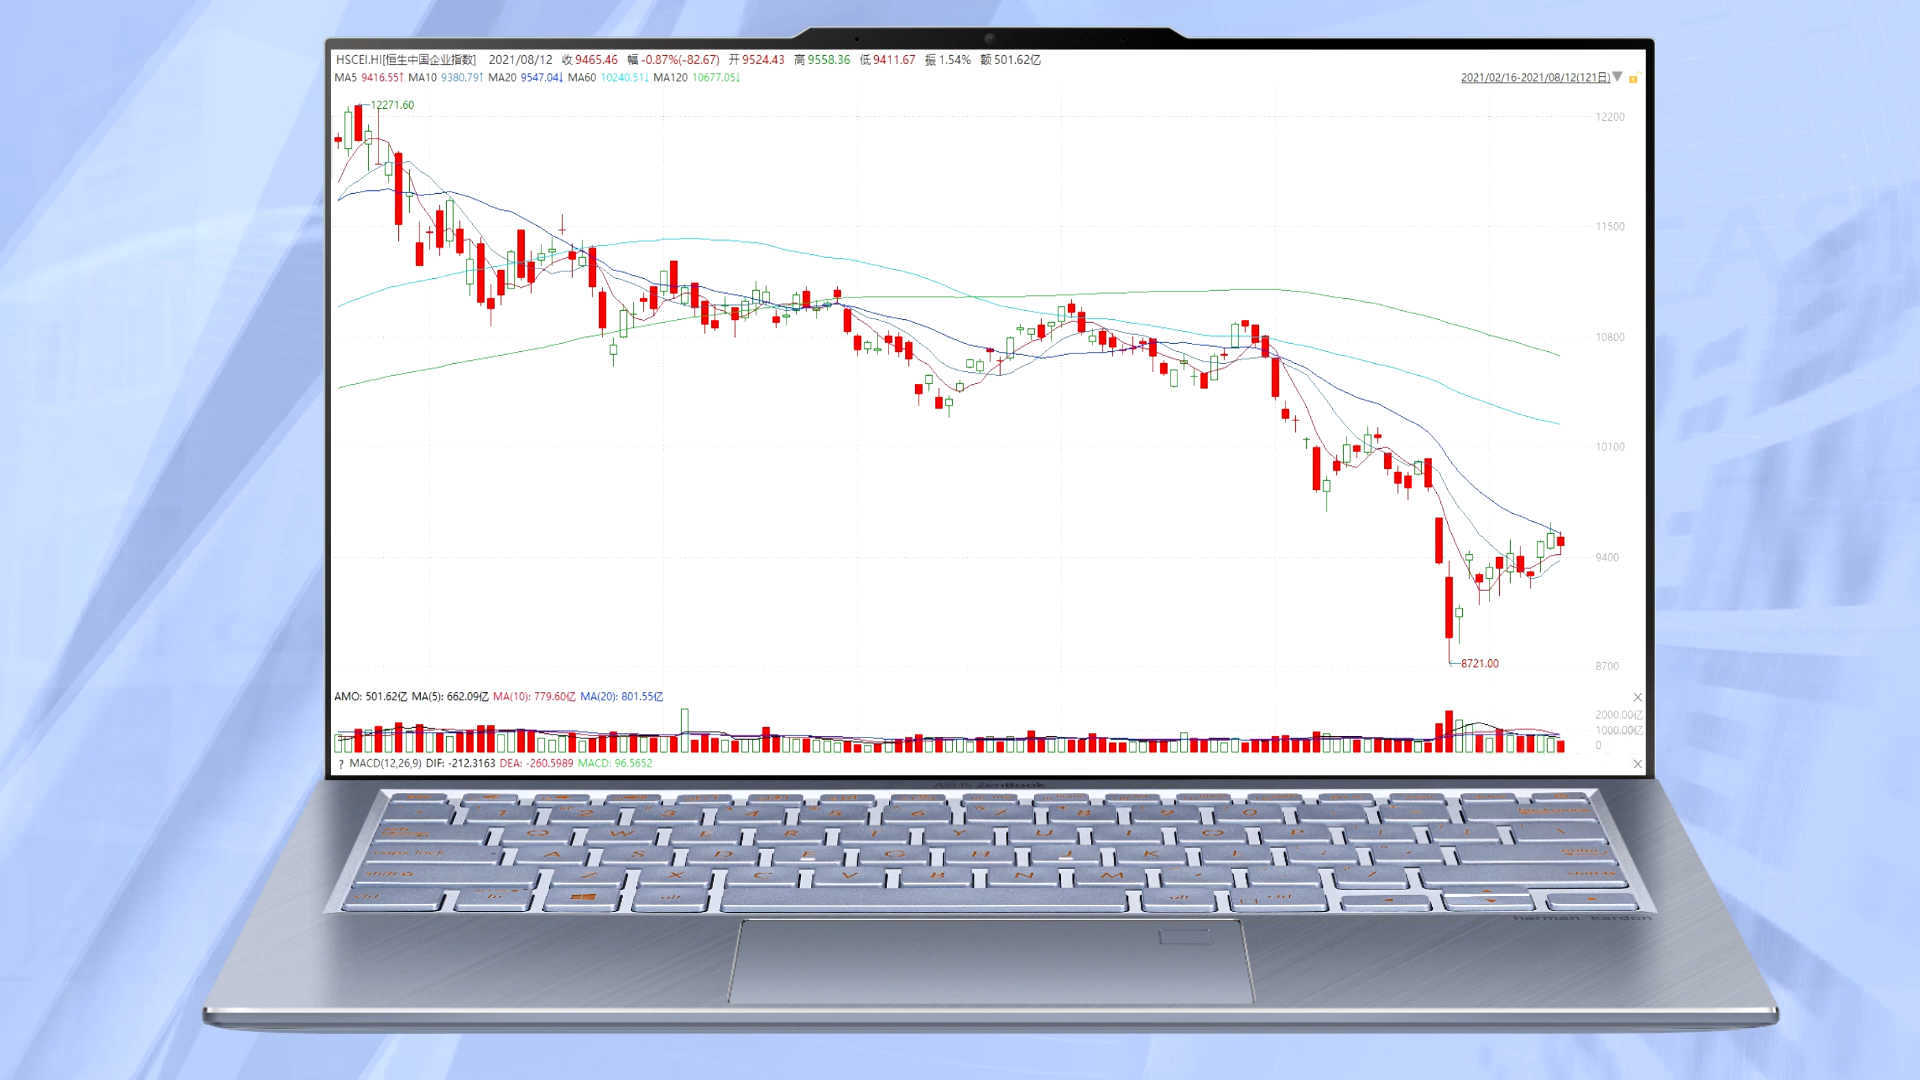 HSCEI.HI[恒生中国企业指数] 2021/08/12 收 9465.46 幅 -0.87%(-82.67) 开 9524.43 高 9558.36 低 9411.67 振 1.54% 额 501.62亿
MA5 9416.55↑ MA10 9380.79↑ MA20 9547.04↓ MA60 10240.51↓ MA120 10677.05↓
2021/02/16-2021/08/12(121日)
12271.60
12200
11500
10800
10100
9400
8721.00
8700
AMO: 501.62亿 MA(5): 662.09亿 MA(10): 779.60亿 MA(20): 801.55亿
2000.00亿
1000.00亿
0
? MACD(12,26,9) DIF: -212.3163 DEA: -260.5989 MACD: 96.5652
ASUS ZenBook
harman kardon